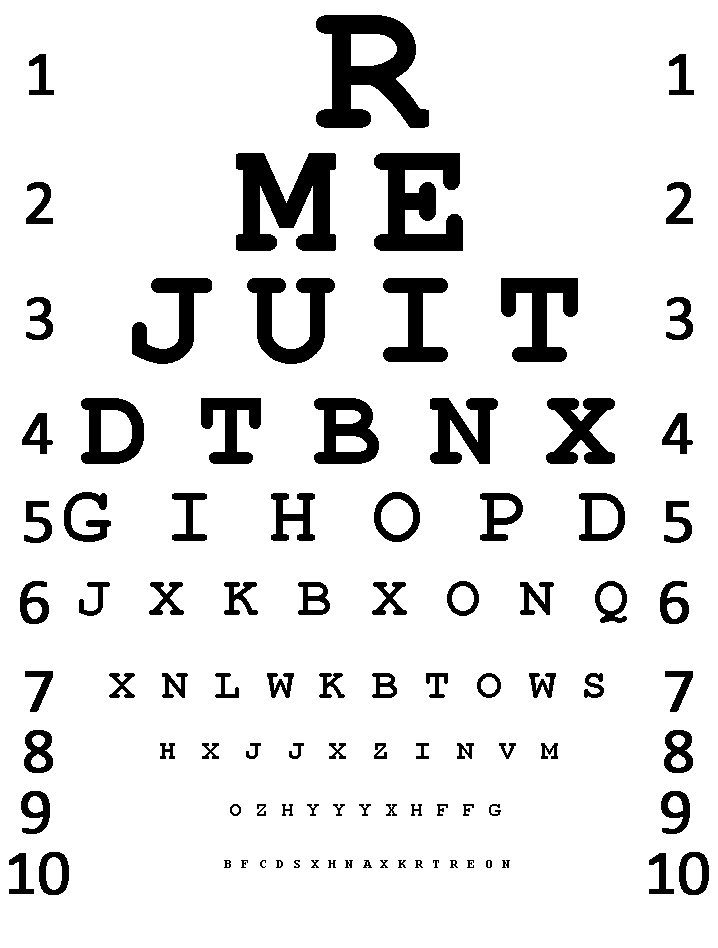 1 R 1
2 M E 2
3 J U I T 3
4 D T B N X 4
5 G I H O P D 5
6 J X K B X O N Q 6
7 X N L W K B T O W S 7
8 H X J J X Z I N V M 8
9 O Z H Y Y Y X H F F G 9
10 B F C D S X H N A X K R T R E O N 10